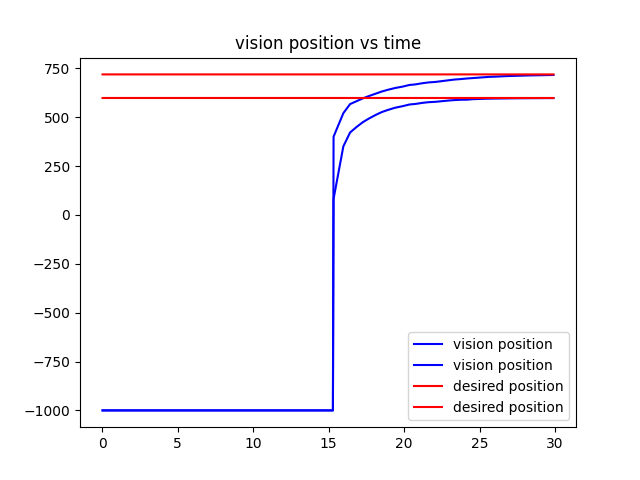 vision position vs time
750
500
250
0
−250
−500
−750
−1000
0 5 10 15 20 25 30
vision position
vision position
desired position
desired position